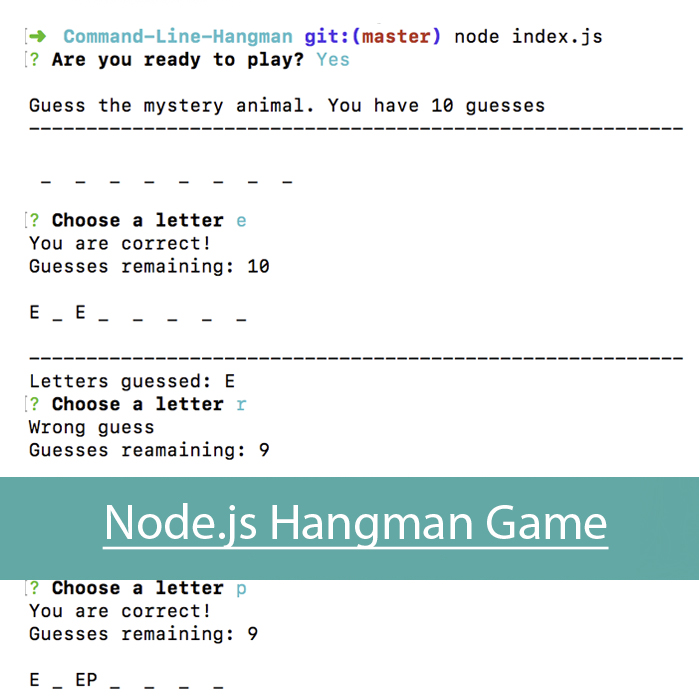 ➜ Command-Line-Hangman git:(master) node index.js
? Are you ready to play? Yes
Guess the mystery animal. You have 10 guesses
---------------------------------------------------------
_ _ _ _ _ _ _ _
? Choose a letter e
You are correct!
Guesses remaining: 10
E _ E _ _ _ _ _
---------------------------------------------------------
Letters guessed: E
? Choose a letter r
Wrong guess
Guesses reamaining: 9
Node.js Hangman Game
? Choose a letter p
You are correct!
Guesses remaining: 9
E _ EP _ _ _ _